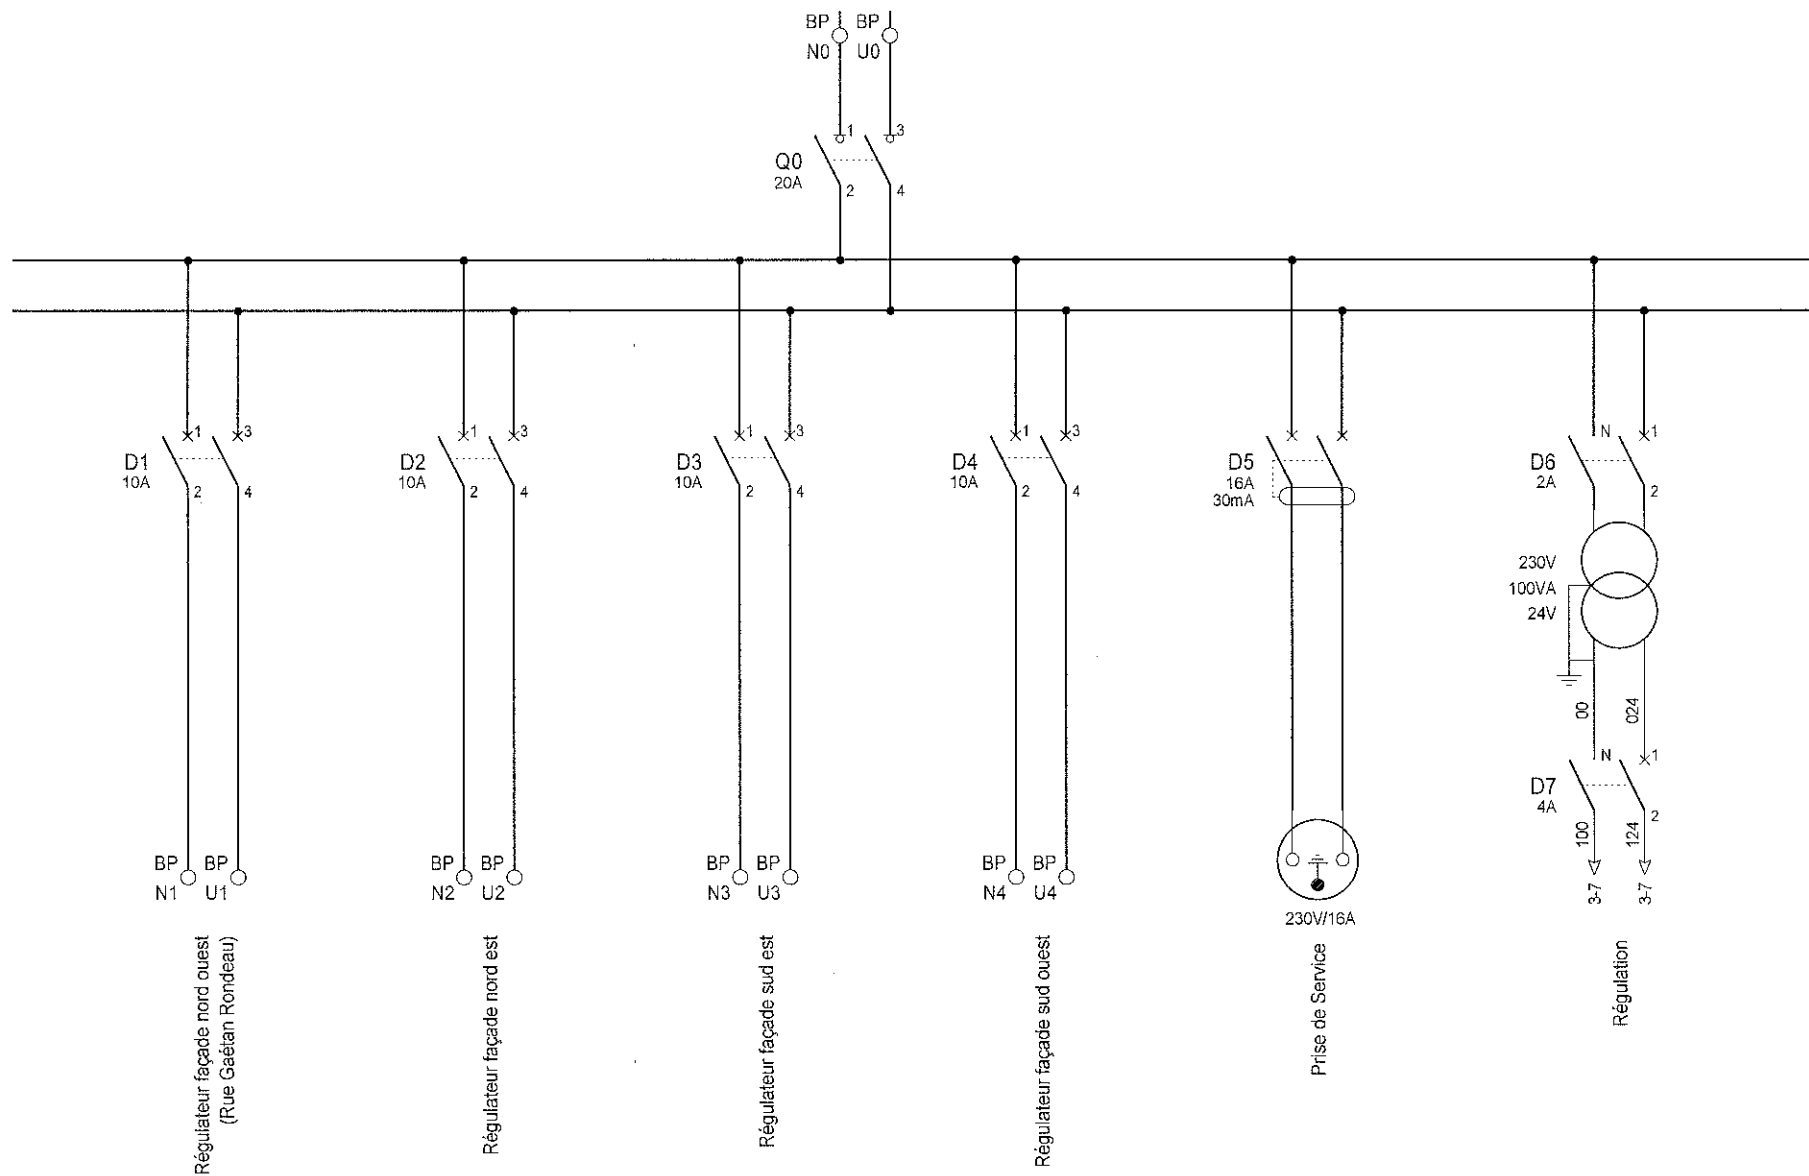 BP BP
N0 U0
1 3
Q0
20A
2 4
1 3
D1
10A
2 4
1 3
D2
10A
2 4
1 3
D3
10A
2 4
1 3
D4
10A
2 4
D5
16A
30mA
N 1
D6
2A
2
230V
100VA
24V
00 024
N 1
D7
4A
2
100 124
3-7 3-7
BP BP
N1 U1
BP BP
N2 U2
BP BP
N3 U3
BP BP
N4 U4
230V/16A
Régulateur façade nord ouest
(Rue Gaétan Rondeau)
Régulateur façade nord est
Régulateur façade sud est
Régulateur façade sud ouest
Prise de Service
Régulation